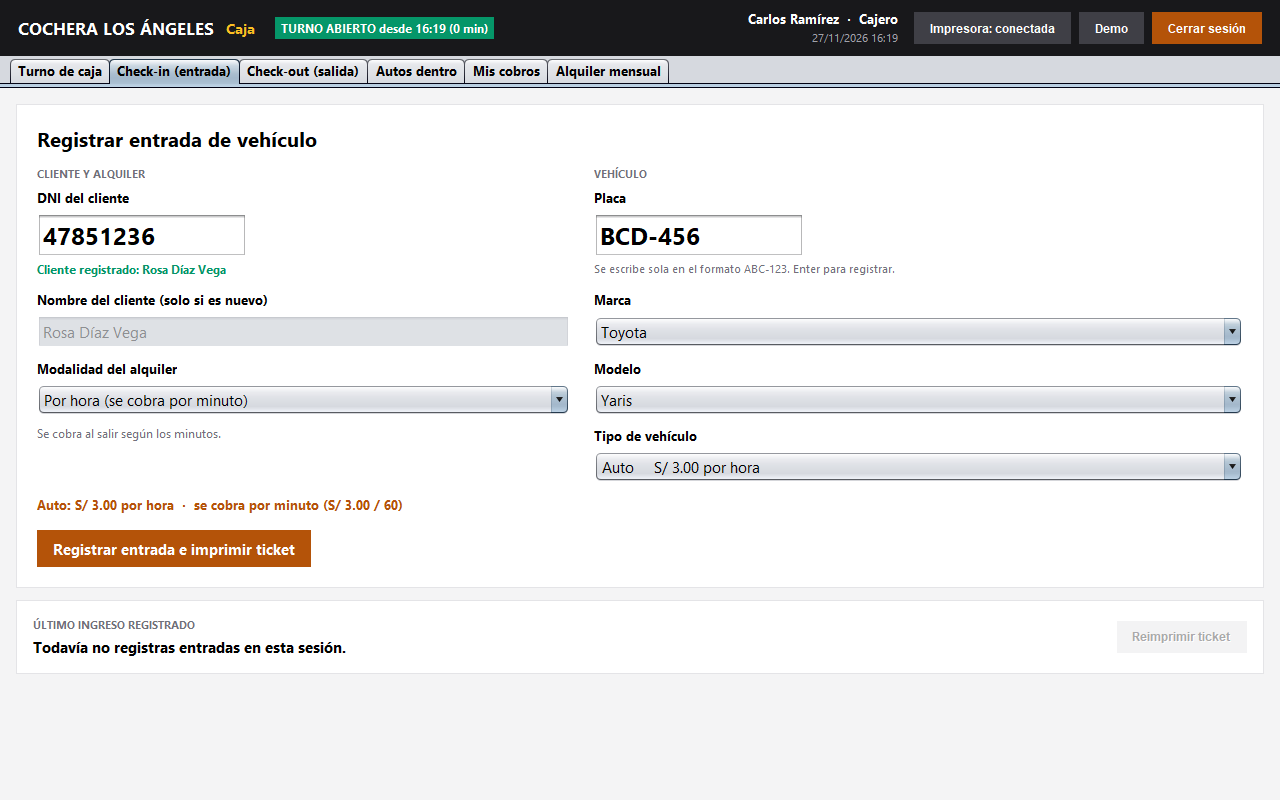 COCHERA LOS ÁNGELES Caja TURNO ABIERTO desde 16:19 (0 min) Carlos Ramírez · Cajero Impresora: conectada Demo Cerrar sesión
27/11/2026 16:19
Turno de caja Check-in (entrada) Check-out (salida) Autos dentro Mis cobros Alquiler mensual
Registrar entrada de vehículo
CLIENTE Y ALQUILER
DNI del cliente
47851236
Cliente registrado: Rosa Díaz Vega
Nombre del cliente (solo si es nuevo)
Rosa Díaz Vega
Modalidad del alquiler
Por hora (se cobra por minuto)
Se cobra al salir según los minutos.
VEHÍCULO
Placa
BCD-456
Se escribe sola en el formato ABC-123. Enter para registrar.
Marca
Toyota
Modelo
Yaris
Tipo de vehículo
Auto S/ 3.00 por hora
Auto: S/ 3.00 por hora · se cobra por minuto (S/ 3.00 / 60)
Registrar entrada e imprimir ticket
ÚLTIMO INGRESO REGISTRADO
Todavía no registras entradas en esta sesión.
Reimprimir ticket